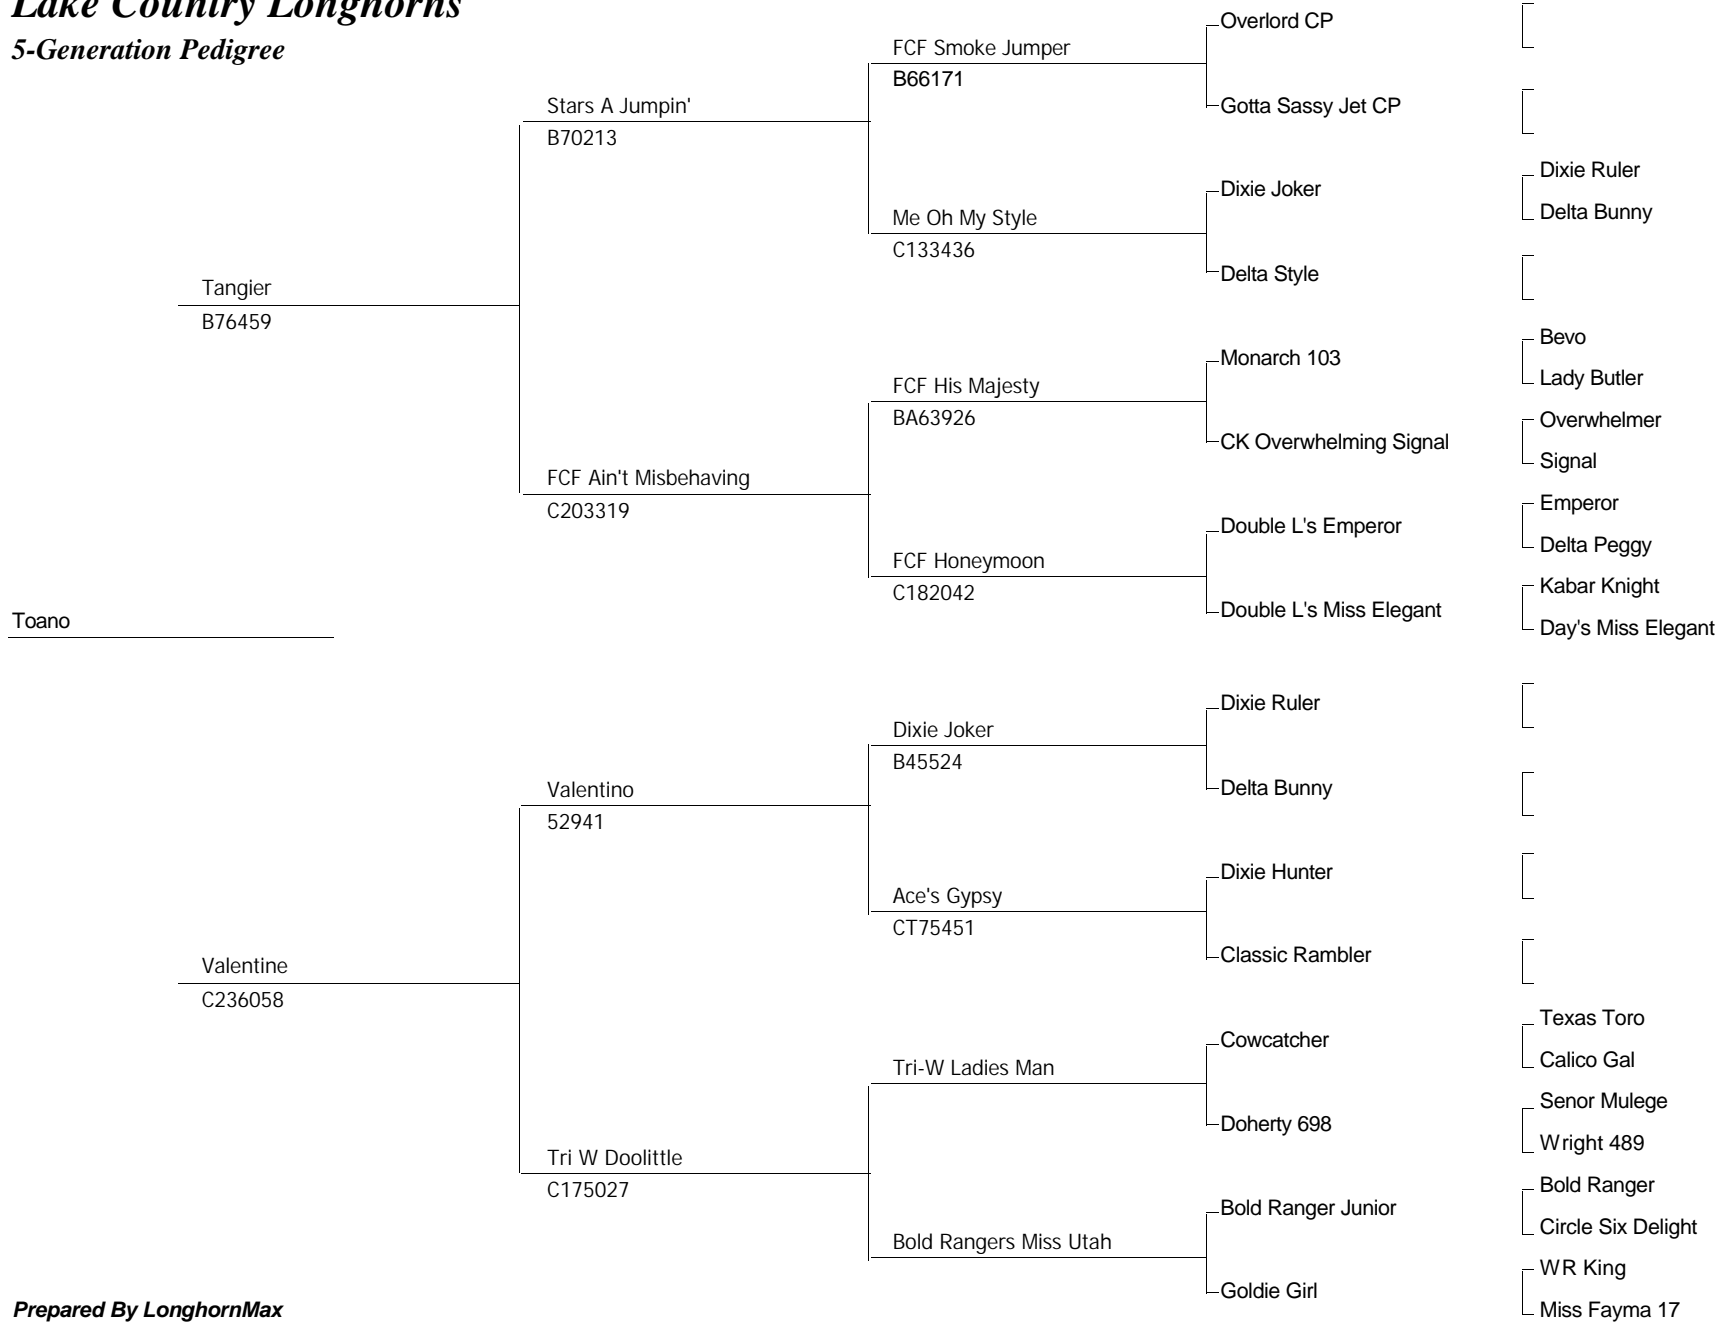 Lake Country Longhorns
5-Generation Pedigree
Overlord CP
FCF Smoke Jumper
B66171
Stars A Jumpin'
Gotta Sassy Jet CP
B70213
Dixie Ruler
Dixie Joker
Me Oh My Style
Delta Bunny
C133436
Delta Style
Tangier
B76459
Bevo
Monarch 103
FCF His Majesty
Lady Butler
BA63926
Overwhelmer
CK Overwhelming Signal
Signal
FCF Ain't Misbehaving
C203319
Emperor
Double L's Emperor
Delta Peggy
FCF Honeymoon
C182042
Kabar Knight
Double L's Miss Elegant
Day's Miss Elegant
Toano
Dixie Ruler
Dixie Joker
B45524
Valentino
Delta Bunny
52941
Dixie Hunter
Ace's Gypsy
CT75451
Classic Rambler
Valentine
C236058
Texas Toro
Cowcatcher
Calico Gal
Tri-W Ladies Man
Senor Mulege
Doherty 698
Wright 489
Tri W Doolittle
C175027
Bold Ranger
Bold Ranger Junior
Circle Six Delight
Bold Rangers Miss Utah
WR King
Goldie Girl
Miss Fayma 17
Prepared By LonghornMax